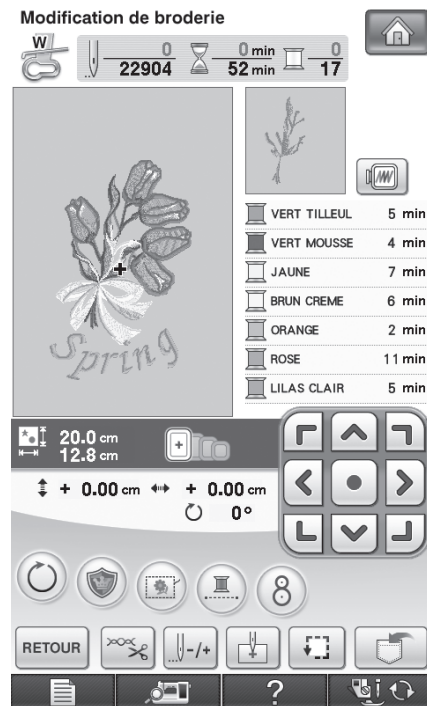 Modification de broderie
W
0
22904
0 min
52 min
0
17
VERT TILLEUL 5 min
VERT MOUSSE 4 min
JAUNE 7 min
BRUN CREME 6 min
ORANGE 2 min
ROSE 11 min
LILAS CLAIR 5 min
Spring
20.0 cm
12.8 cm
+ 0.00 cm + 0.00 cm
0°
8
RETOUR
-/+
?